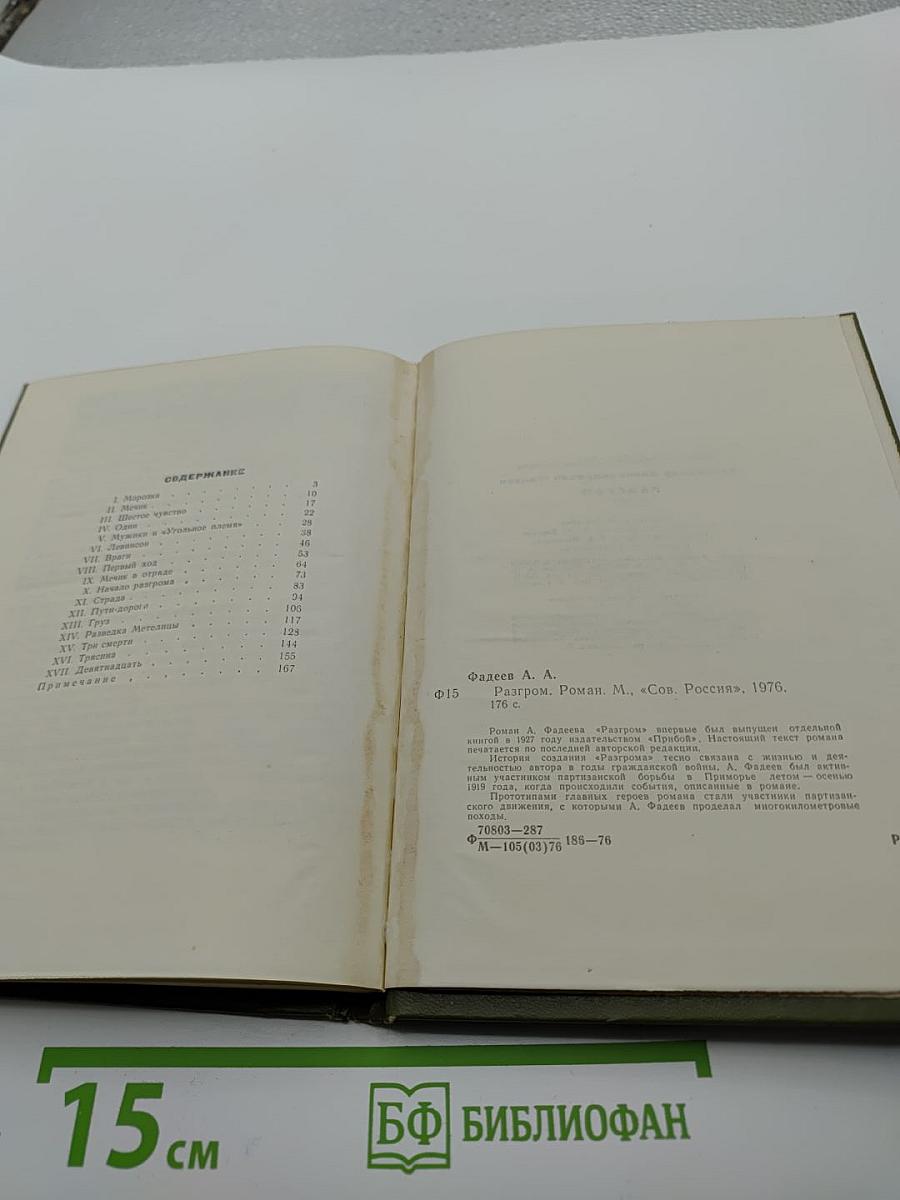 СОДЕРЖАНИЕ
I. Морозка . . . . . . . . 3
II. Мечик . . . . . . . . 10
III. Шестое чувство . . . . . . 17
IV. Один . . . . . . . . 22
V. Мужики и «Угольное племя» . . 28
VI. Левинсон . . . . . . . . 38
VII. Враги . . . . . . . . 46
VIII. Первый ход . . . . . . . 53
IX. Мечик в отряде . . . . . . 64
X. Начало разгрома . . . . . . 73
XI. Страда . . . . . . . . 83
XII. Пути-дороги . . . . . . . 94
XIII. Груз . . . . . . . . 106
XIV. Разведка Метелицы . . . . . 117
XV. Три смерти . . . . . . . 128
XVI. Трясина . . . . . . . 144
XVII. Девятнадцать . . . . . . 155
Примечание . . . . . . . 167
Фадеев А. А.
Ф15 Разгром. Роман. М., «Сов. Россия», 1976.
176 с.
Роман А. Фадеева «Разгром» впервые был выпущен отдельной
книгой в 1927 году издательством «Прибой». Настоящий текст романа
печатается по последней авторской редакции.
История создания «Разгрома» тесно связана с жизнью и дея-
тельностью автора в годы гражданской войны. А. Фадеев был актив-
ным участником партизанской борьбы в Приморье летом—осенью
1919 года, когда происходили события, описанные в романе.
Прототипами главных героев романа стали участники партизан-
ского движения, с которыми А. Фадеев проделал многокилометровые
походы.
70803—287
Ф 186—76
М—105(03)76
Р
15 см
БФ БИБЛИОФАН